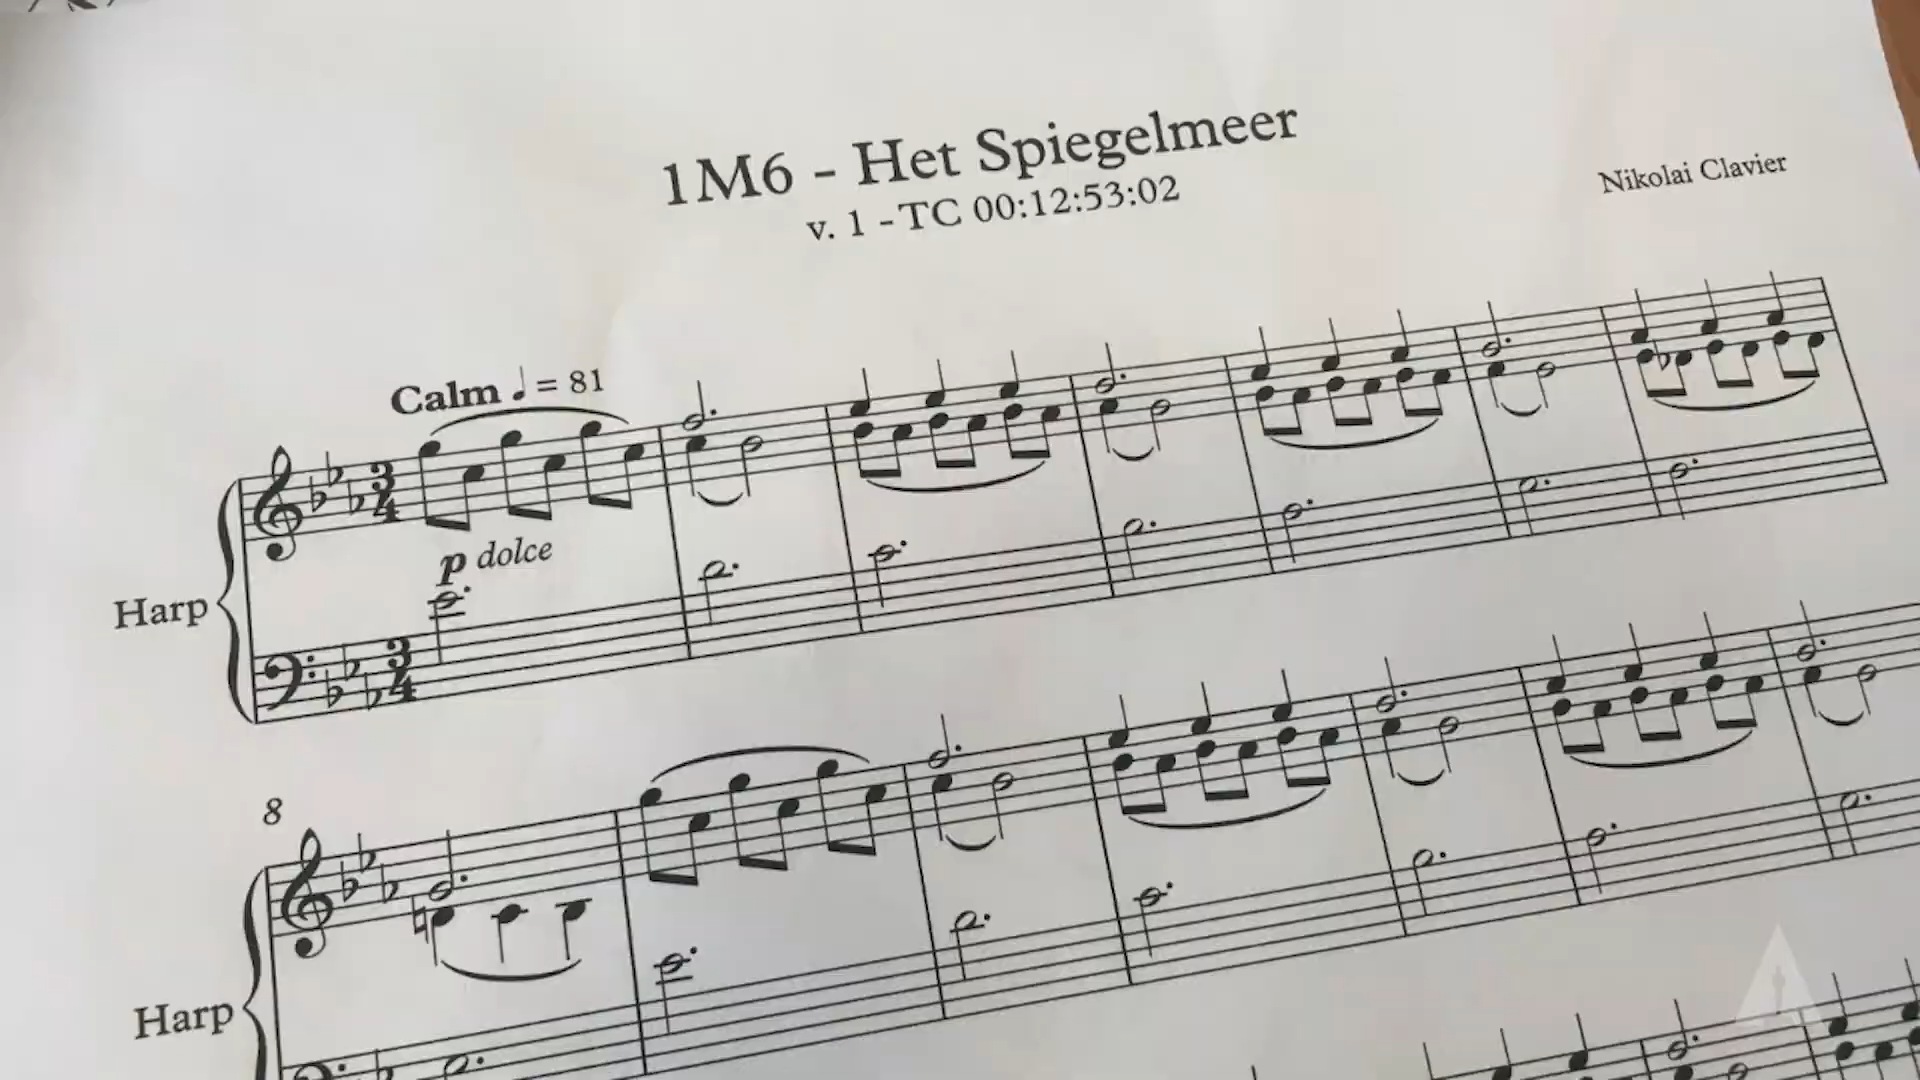 1M6 - Het Spiegelmeer
v. 1 - TC 00:12:53:02
Nikolai Clavier
Calm ♩ = 81
p dolce
Harp
8
Harp